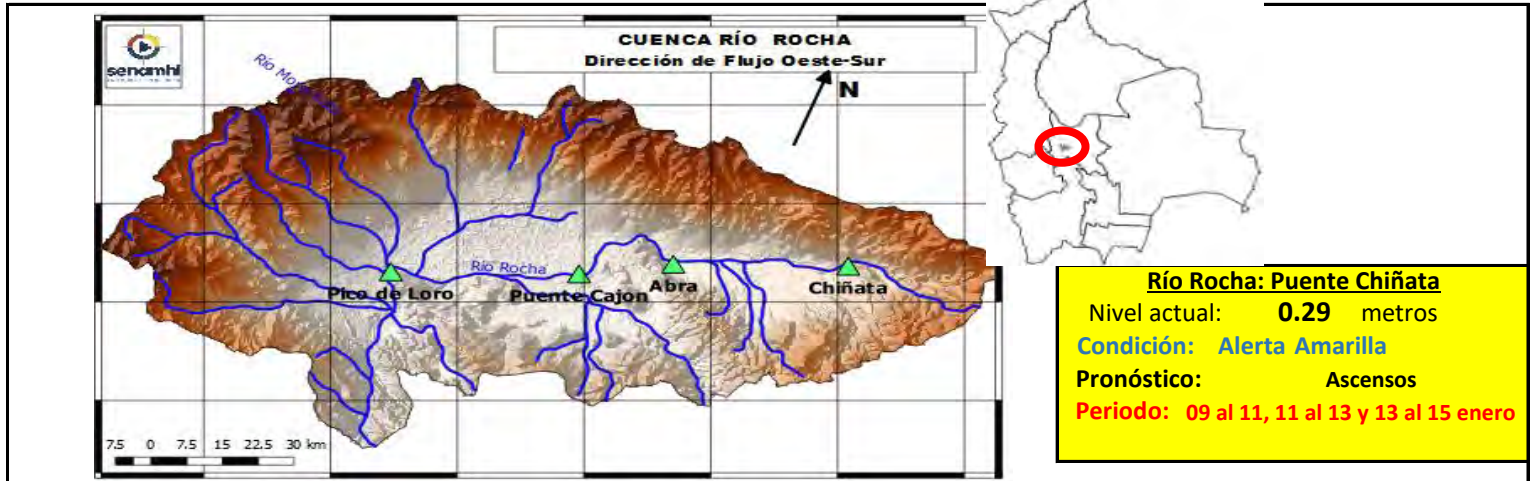 senamhi
CUENCA RÍO ROCHA
Dirección de Flujo Oeste-Sur
N
Río Rocha
Pico de Loro
Puente Cajon
Abra
Chiñata
7.5 0 7.5 15 22.5 30 km
Río Rocha: Puente Chiñata
Nivel actual: 0.29 metros
Condición: Alerta Amarilla
Pronóstico: Ascensos
Periodo: 09 al 11, 11 al 13 y 13 al 15 enero